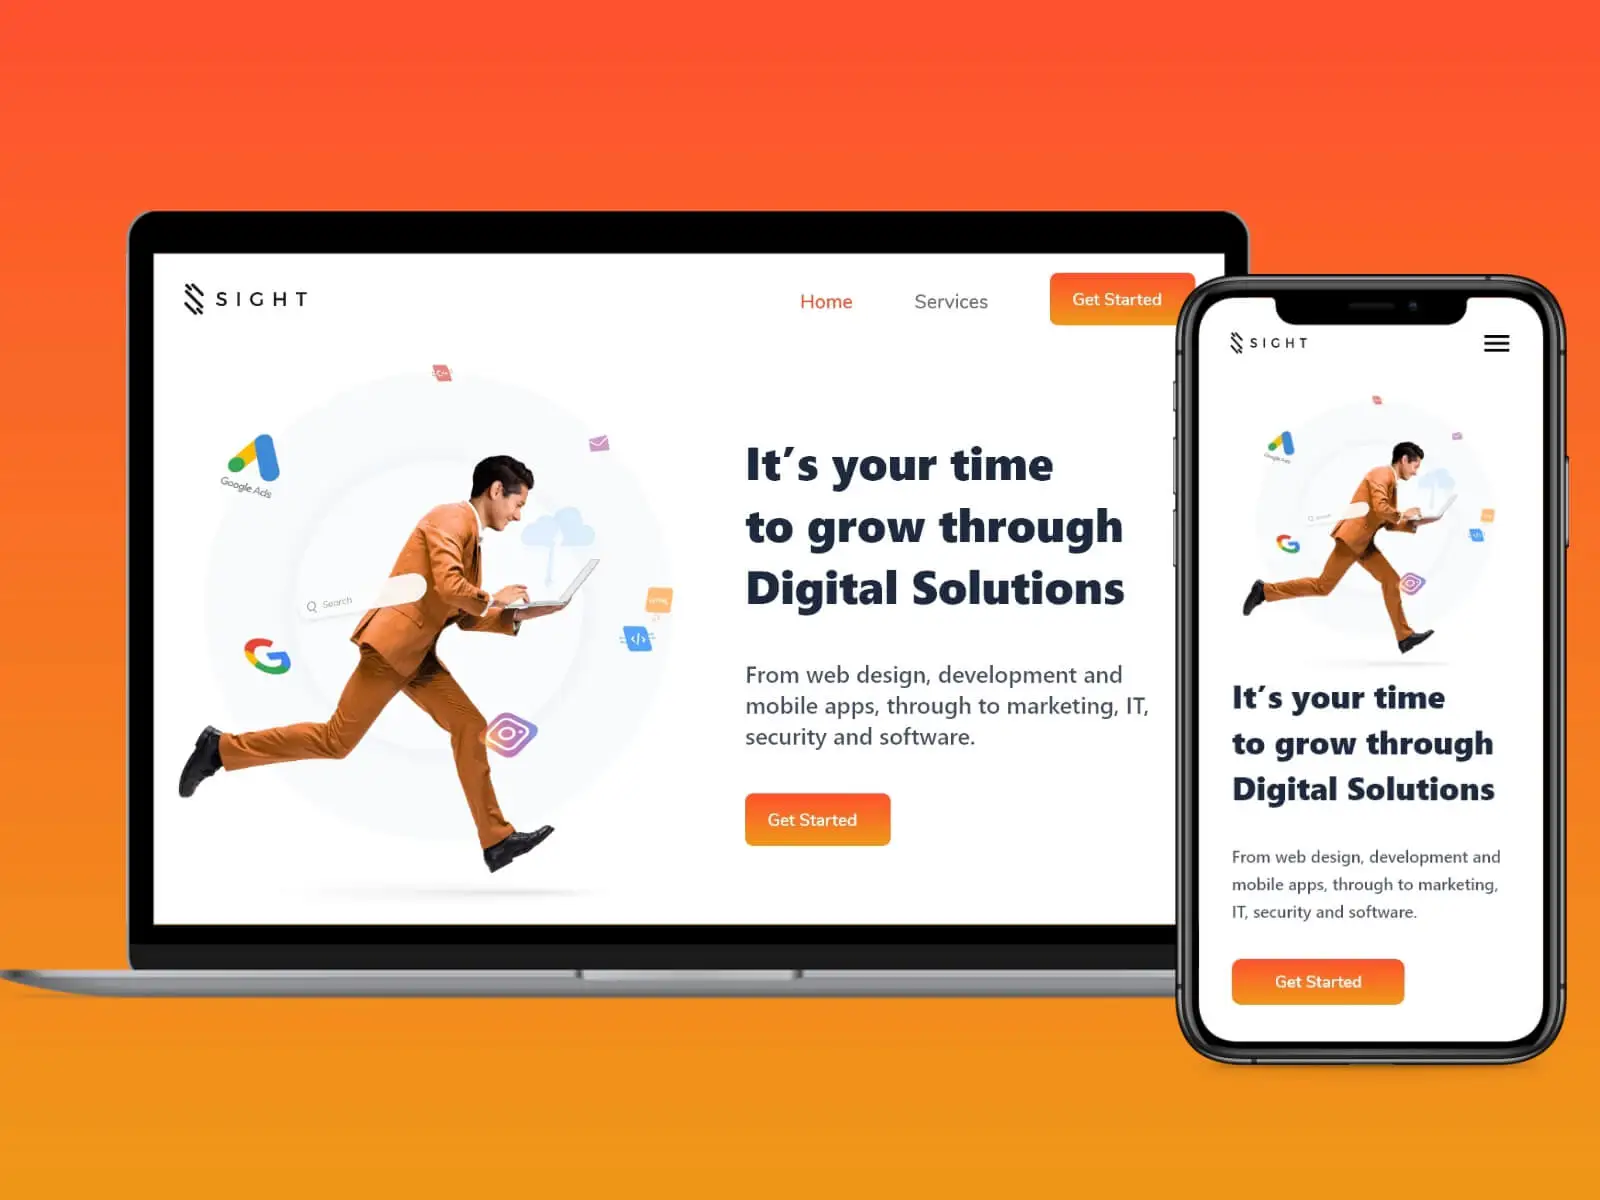 SIGHT
Home
Services
Get Started
Google Ads
Search
It's your time
to grow through
Digital Solutions
From web design, development and
mobile apps, through to marketing, IT,
security and software.
Get Started
SIGHT
Google Ads
Search
It's your time
to grow through
Digital Solutions
From web design, development and
mobile apps, through to marketing,
IT, security and software.
Get Started